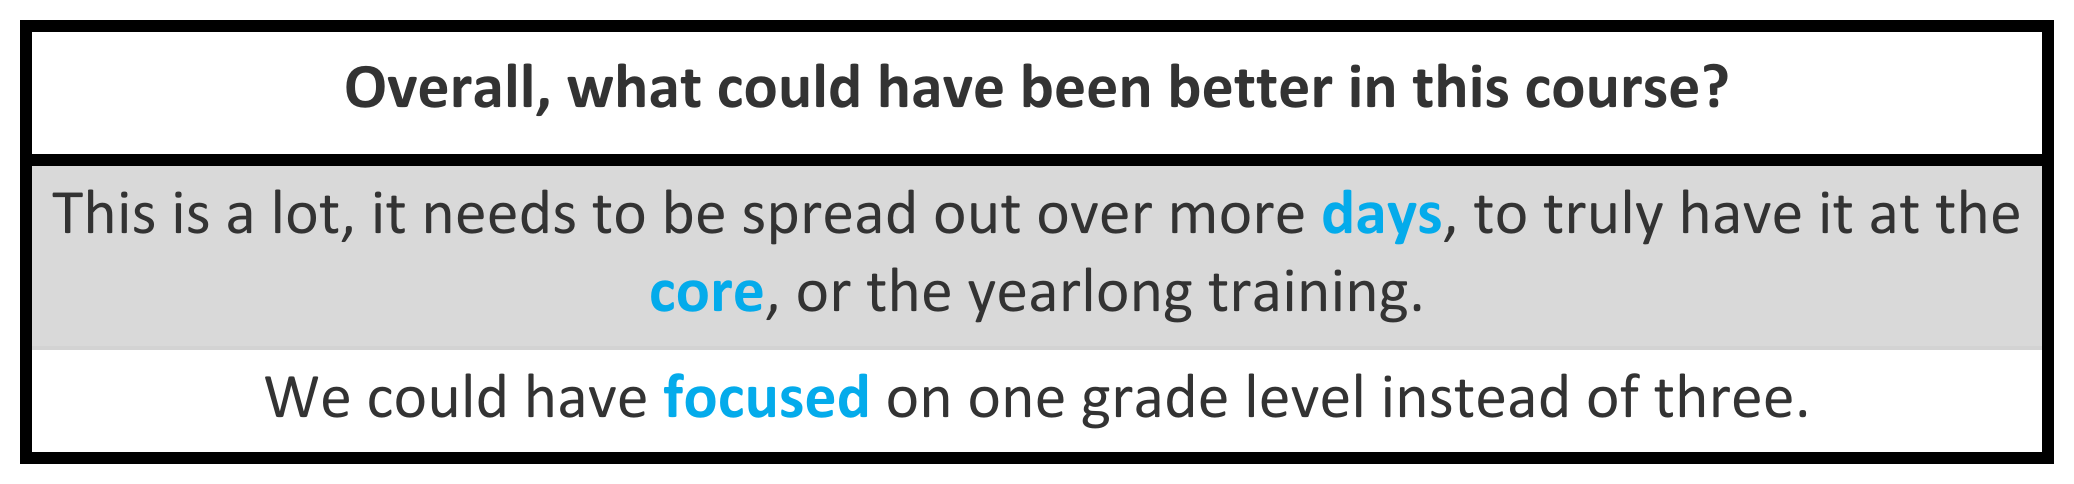 Overall, what could have been better in this course?
This is a lot, it needs to be spread out over more days, to truly have it at the
core, or the yearlong training.
We could have focused on one grade level instead of three.